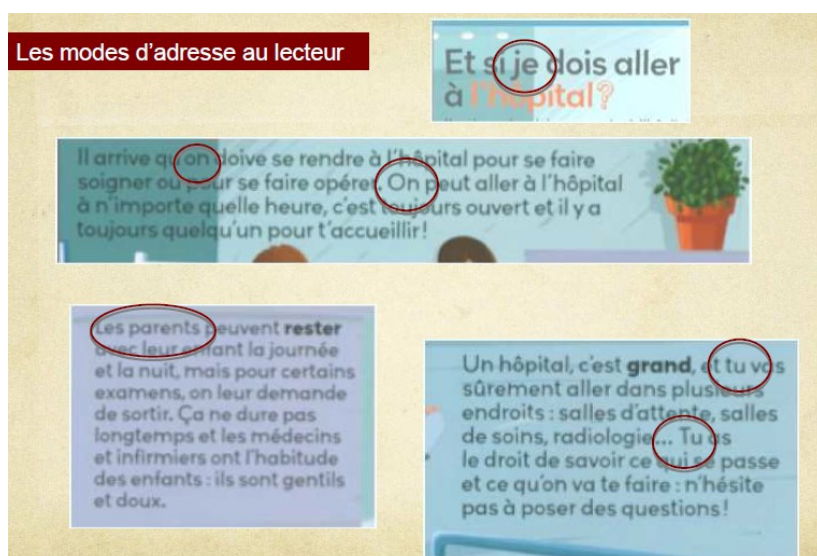 Les modes d'adresse au lecteur
Et si je dois aller
à l'hôpital ?
Il arrive qu'on doive se rendre à l'hôpital pour se faire
soigner ou pour se faire opérer. On peut aller à l'hôpital
à n'importe quelle heure, c'est toujours ouvert et il y a
toujours quelqu'un pour t'accueillir !
Les parents peuvent rester
avec leur enfant la journée
et la nuit, mais pour certains
examens, on leur demande
de sortir. Ça ne dure pas
longtemps et les médecins
et infirmiers ont l'habitude
des enfants : ils sont gentils
et doux.
Un hôpital, c'est grand, et tu vas
sûrement aller dans plusieurs
endroits : salles d'attente, salles
de soins, radiologie... Tu as
le droit de savoir ce qui se passe
et ce qu'on va te faire : n'hésite
pas à poser des questions !